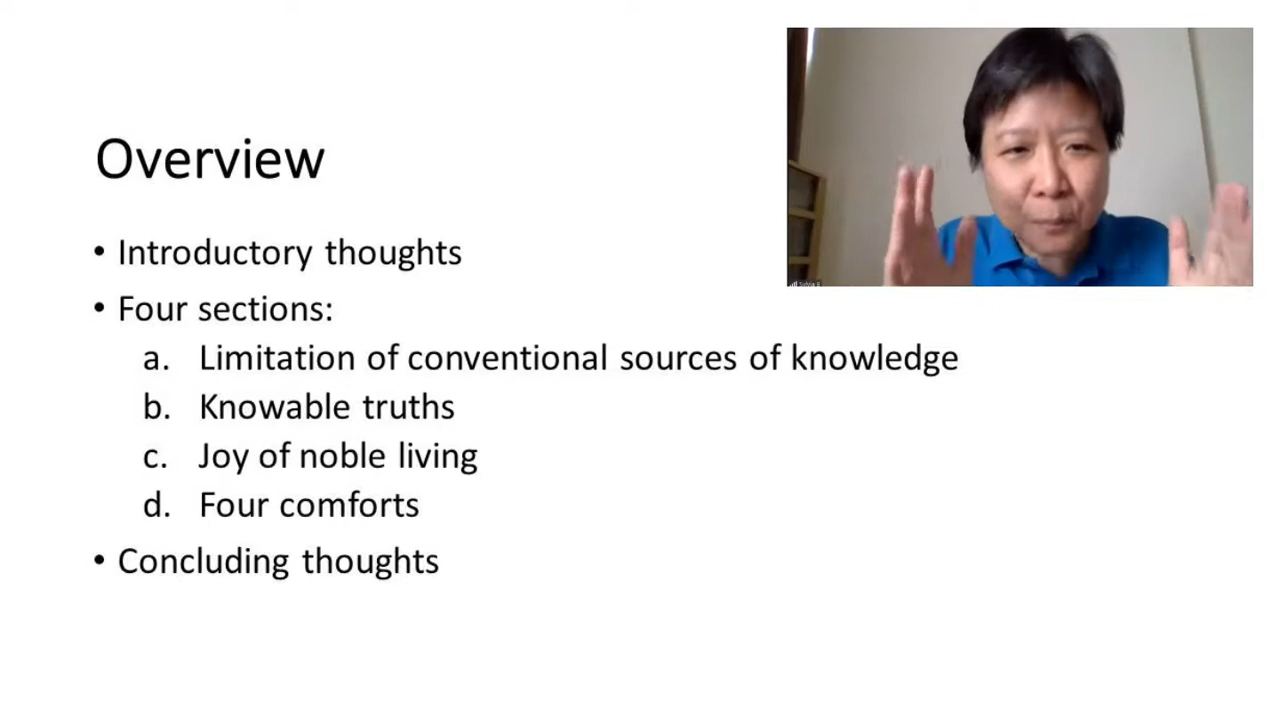 Overview
• Introductory thoughts
• Four sections:
a. Limitation of conventional sources of knowledge
b. Knowable truths
c. Joy of noble living
d. Four comforts
• Concluding thoughts